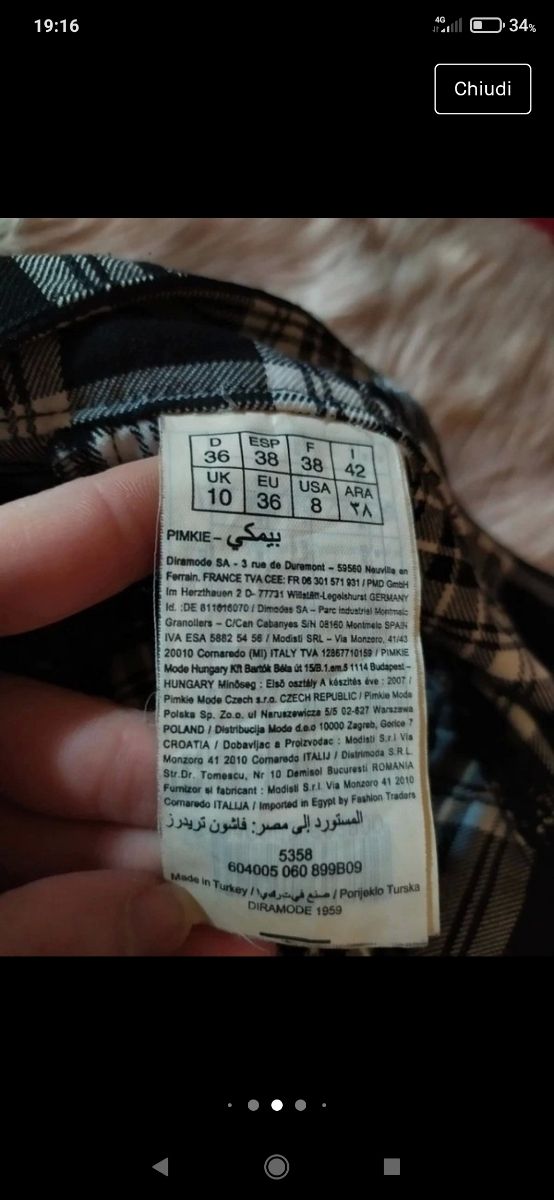 19:16
4G
34%
Chiudi
D ESP F I
36 38 38 42
UK EU USA ARA
10 36 8 ٣٨
PIMKIE – بيمكي
Diramode SA - 3 rue de Duremont – 59560 Neuville en
Ferrain. FRANCE TVA CEE: FR 06 301 571 931 / PMD GmbH
Im Herzthauen 2 D- 77731 Willstätt-Legelshurst GERMANY
Id. :DE 811616070 / Dimodes SA – Parc Industrial Montmelo
Granollers – C/Can Cabanyes S/N 08160 Montmelo SPAIN
IVA ESA 5882 54 56 / Modisti SRL – Via Monzoro, 41/43
20010 Cornaredo (MI) ITALY TVA 12867710159 / PIMKIE
Mode Hungary Kft Bartók Béla út 15/B.1.em.5 1114 Budapest –
HUNGARY Minőseg : Első osztály A készítés éve : 2007 /
Pimkie Mode Czech s.r.o. CZECH REPUBLIC / Pimkie Mode
Polska Sp. Zo.o. ul Naruszewicza 5/5 02-627 Warszawa
POLAND / Distribucija Mode d.o.o 10000 Zagreb, Gorice 7
CROATIA / Dobavljac a Proizvodac : Modisti S.r.l Via
Monzoro 41 2010 Cornaredo ITALIJ / Distrimoda S.R.L.
Str.Dr. Tomescu, Nr 10 Demisol Bucuresti ROMANIA
Furnizor si fabricant : Modisti S.r.l. Via Monzoro 41 2010
Cornaredo ITALIJA / Imported in Egypt by Fashion Traders
المستورد إلى مصر: فاشون تريدرز
5358
604005 060 899B09
Made in Turkey / صنع في تركيا / Porijeklo Turska
DIRAMODE 1959